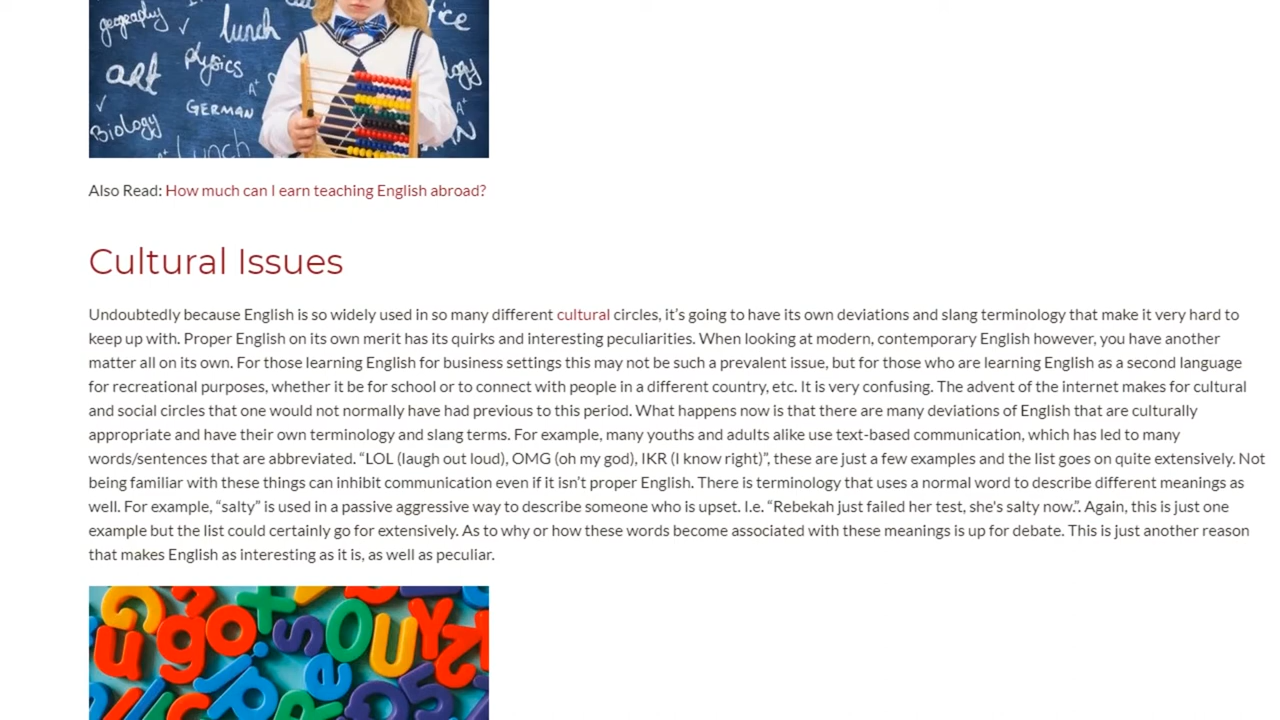 geography
lunch
ice
art
physics
logy
A+
GERMAN
A+
Biology
N
Lunch
Also Read: How much can I earn teaching English abroad?
Cultural Issues
Undoubtedly because English is so widely used in so many different cultural circles, it’s going to have its own deviations and slang terminology that make it very hard to
keep up with. Proper English on its own merit has its quirks and interesting peculiarities. When looking at modern, contemporary English however, you have another
matter all on its own. For those learning English for business settings this may not be such a prevalent issue, but for those who are learning English as a second language
for recreational purposes, whether it be for school or to connect with people in a different country, etc. It is very confusing. The advent of the internet makes for cultural
and social circles that one would not normally have had previous to this period. What happens now is that there are many deviations of English that are culturally
appropriate and have their own terminology and slang terms. For example, many youths and adults alike use text-based communication, which has led to many
words/sentences that are abbreviated. “LOL (laugh out loud), OMG (oh my god), IKR (I know right)”, these are just a few examples and the list goes on quite extensively. Not
being familiar with these things can inhibit communication even if it isn’t proper English. There is terminology that uses a normal word to describe different meanings as
well. For example, “salty” is used in a passive aggressive way to describe someone who is upset. I.e. “Rebekah just failed her test, she's salty now.”. Again, this is just one
example but the list could certainly go for extensively. As to why or how these words become associated with these meanings is up for debate. This is just another reason
that makes English as interesting as it is, as well as peculiar.